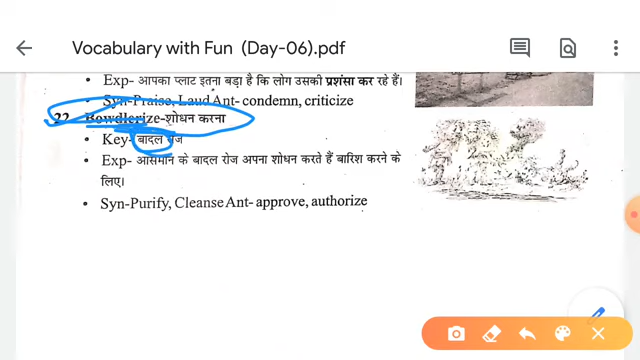 Vocabulary with Fun (Day-06).pdf
• Exp- आपका प्लाट इतना बड़ा है कि लोग उसकी प्रशंसा कर रहे हैं।
• Syn-Praise, Laud Ant- condemn, criticize
22. Bowdlerize-शोधन करना
• Key- बादल रोज
• Exp- आसमान के बादल रोज अपना शोधन करते हैं बारिश करने के
लिए।
• Syn-Purify, Cleanse Ant- approve, authorize